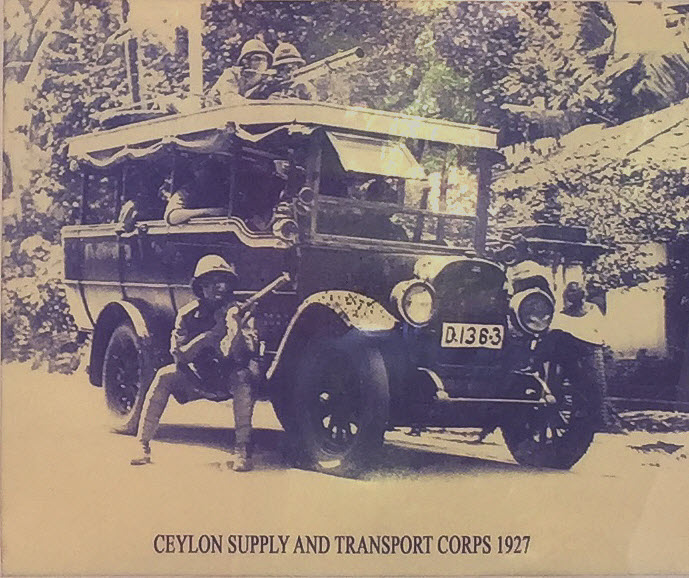 D.1363
CEYLON SUPPLY AND TRANSPORT CORPS 1927